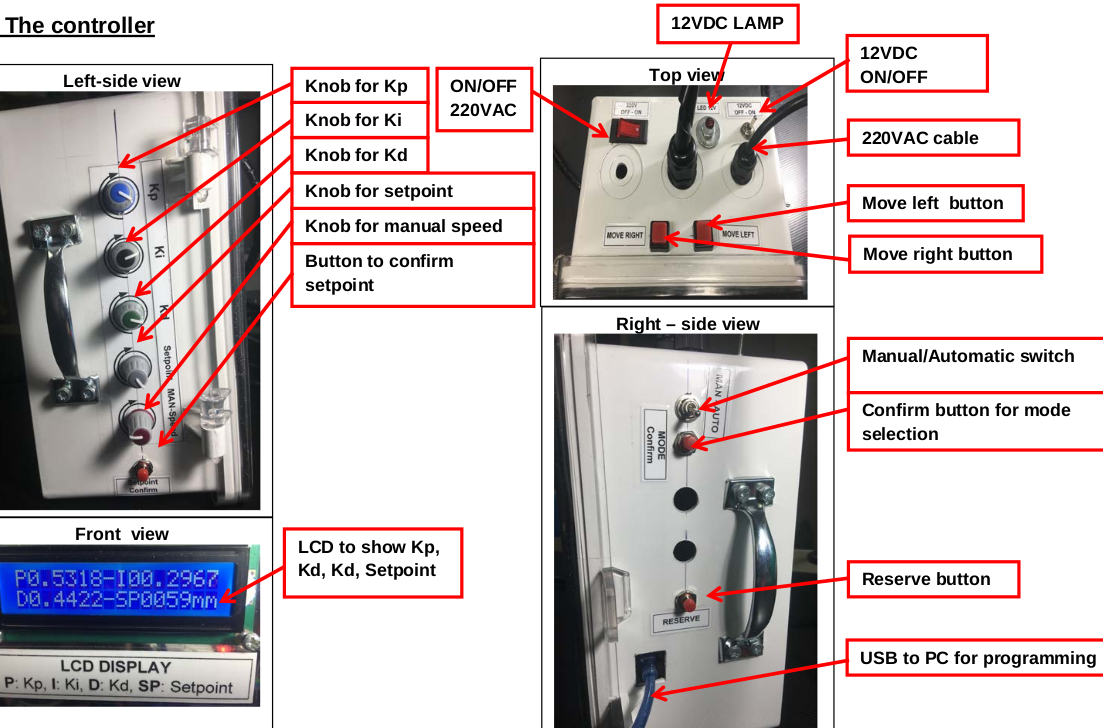 The controller
Left-side view
Kp
Ki
Kd
Setpoint
MAN-Speed
Setpoint
Confirm
Knob for Kp
Knob for Ki
Knob for Kd
Knob for setpoint
Knob for manual speed
Button to confirm
setpoint
ON/OFF
220VAC
12VDC LAMP
Top view
220V
OFF - ON
LED 12V
12VDC
OFF - ON
MOVE RIGHT
MOVE LEFT
12VDC
ON/OFF
220VAC cable
Move left button
Move right button
Right – side view
MAN - AUTO
MODE
Confirm
RESERVE
Manual/Automatic switch
Confirm button for mode
selection
Reserve button
USB to PC for programming
Front view
P0.5318-I00.2967
D0.4422-SP0059mm
LCD DISPLAY
P: Kp, I: Ki, D: Kd, SP: Setpoint
LCD to show Kp,
Kd, Kd, Setpoint